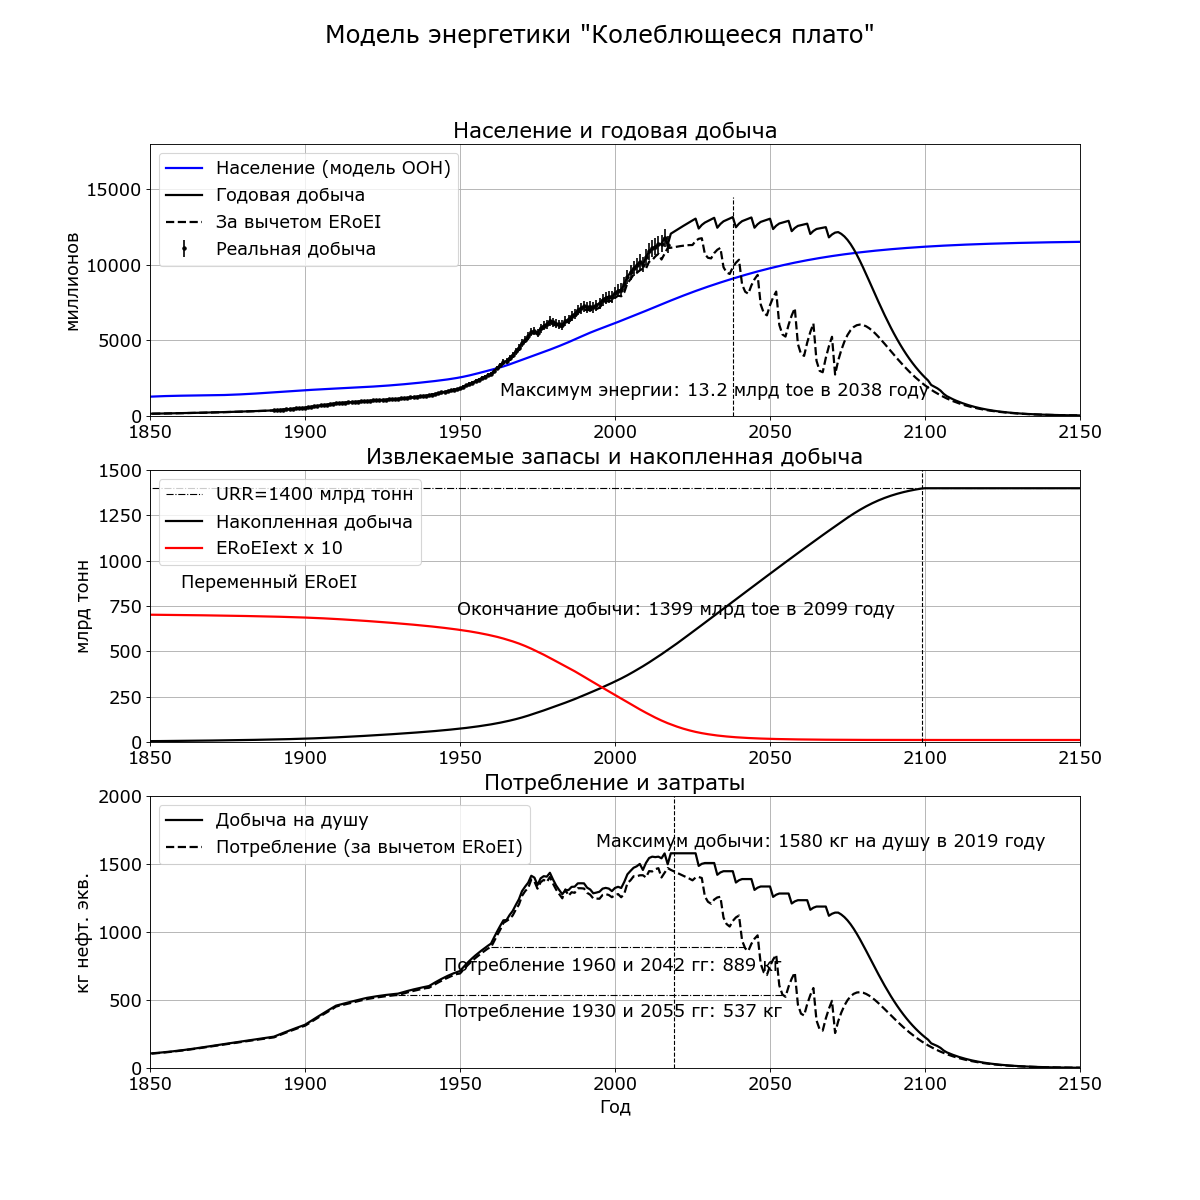 Модель энергетики "Колеблющееся плато"
Население и годовая добыча
Население (модель ООН)
Годовая добыча
За вычетом ERoEI
Реальная добыча
миллионов
15000
10000
5000
0
Максимум энергии: 13.2 млрд toe в 2038 году
1850 1900 1950 2000 2050 2100 2150
Извлекаемые запасы и накопленная добыча
URR=1400 млрд тонн
Накопленная добыча
ERoEIext x 10
Переменный ERoEI
Окончание добычи: 1399 млрд toe в 2099 году
млрд тонн
1500
1250
1000
750
500
250
0
1850 1900 1950 2000 2050 2100 2150
Потребление и затраты
Добыча на душу
Потребление (за вычетом ERoEI)
Максимум добычи: 1580 кг на душу в 2019 году
кг нефт. экв.
2000
1500
1000
500
0
Потребление 1960 и 2042 гг: 889 кг
Потребление 1930 и 2055 гг: 537 кг
1850 1900 1950 2000 2050 2100 2150
Год